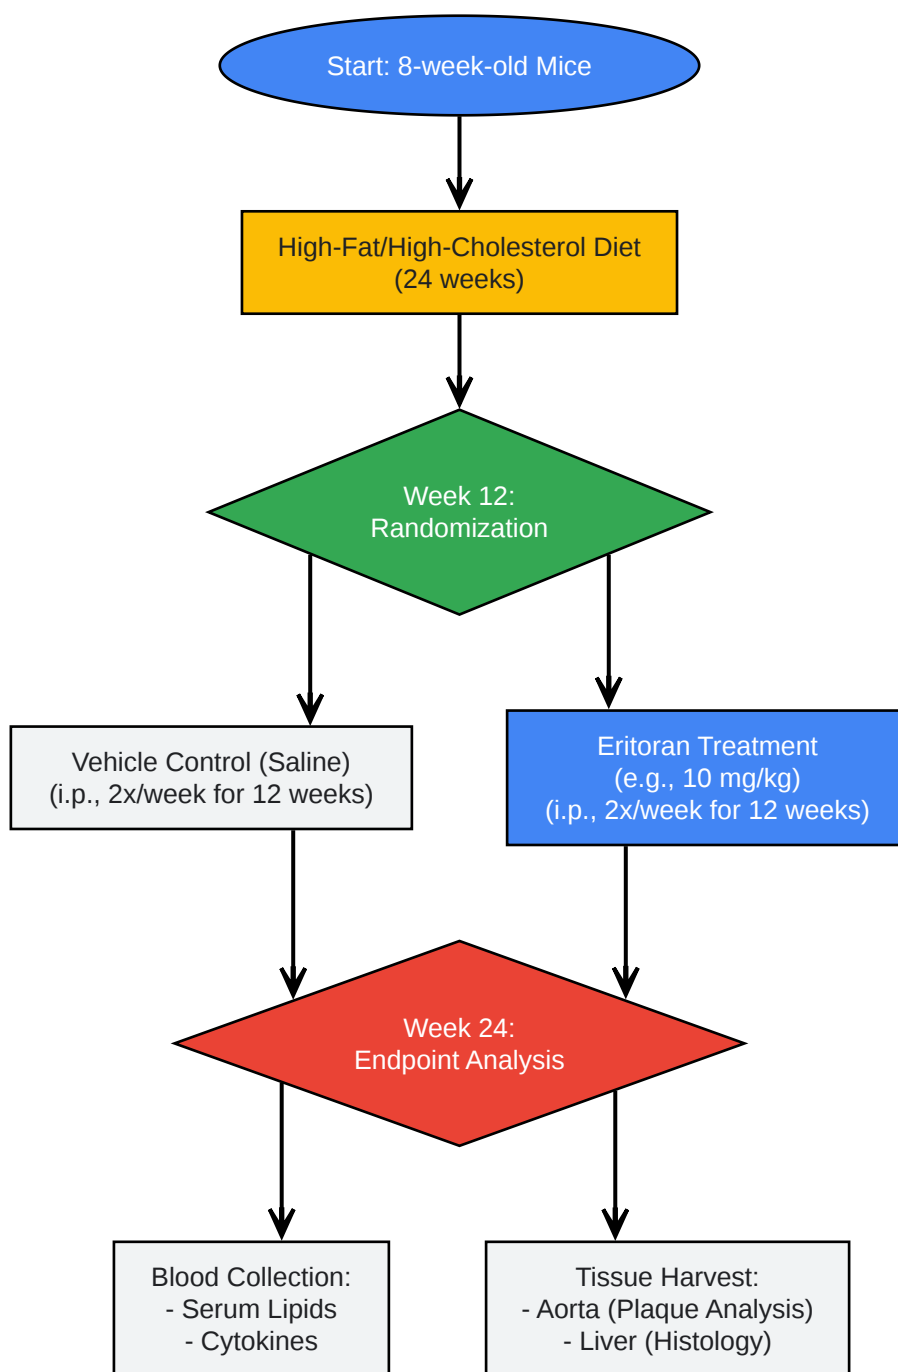 Start: 8-week-old Mice
High-Fat/High-Cholesterol Diet
(24 weeks)
Week 12:
Randomization
Vehicle Control (Saline)
(i.p., 2x/week for 12 weeks)
Eritoran Treatment
(e.g., 10 mg/kg)
(i.p., 2x/week for 12 weeks)
Week 24:
Endpoint Analysis
Blood Collection:
- Serum Lipids
- Cytokines
Tissue Harvest:
- Aorta (Plaque Analysis)
- Liver (Histology)